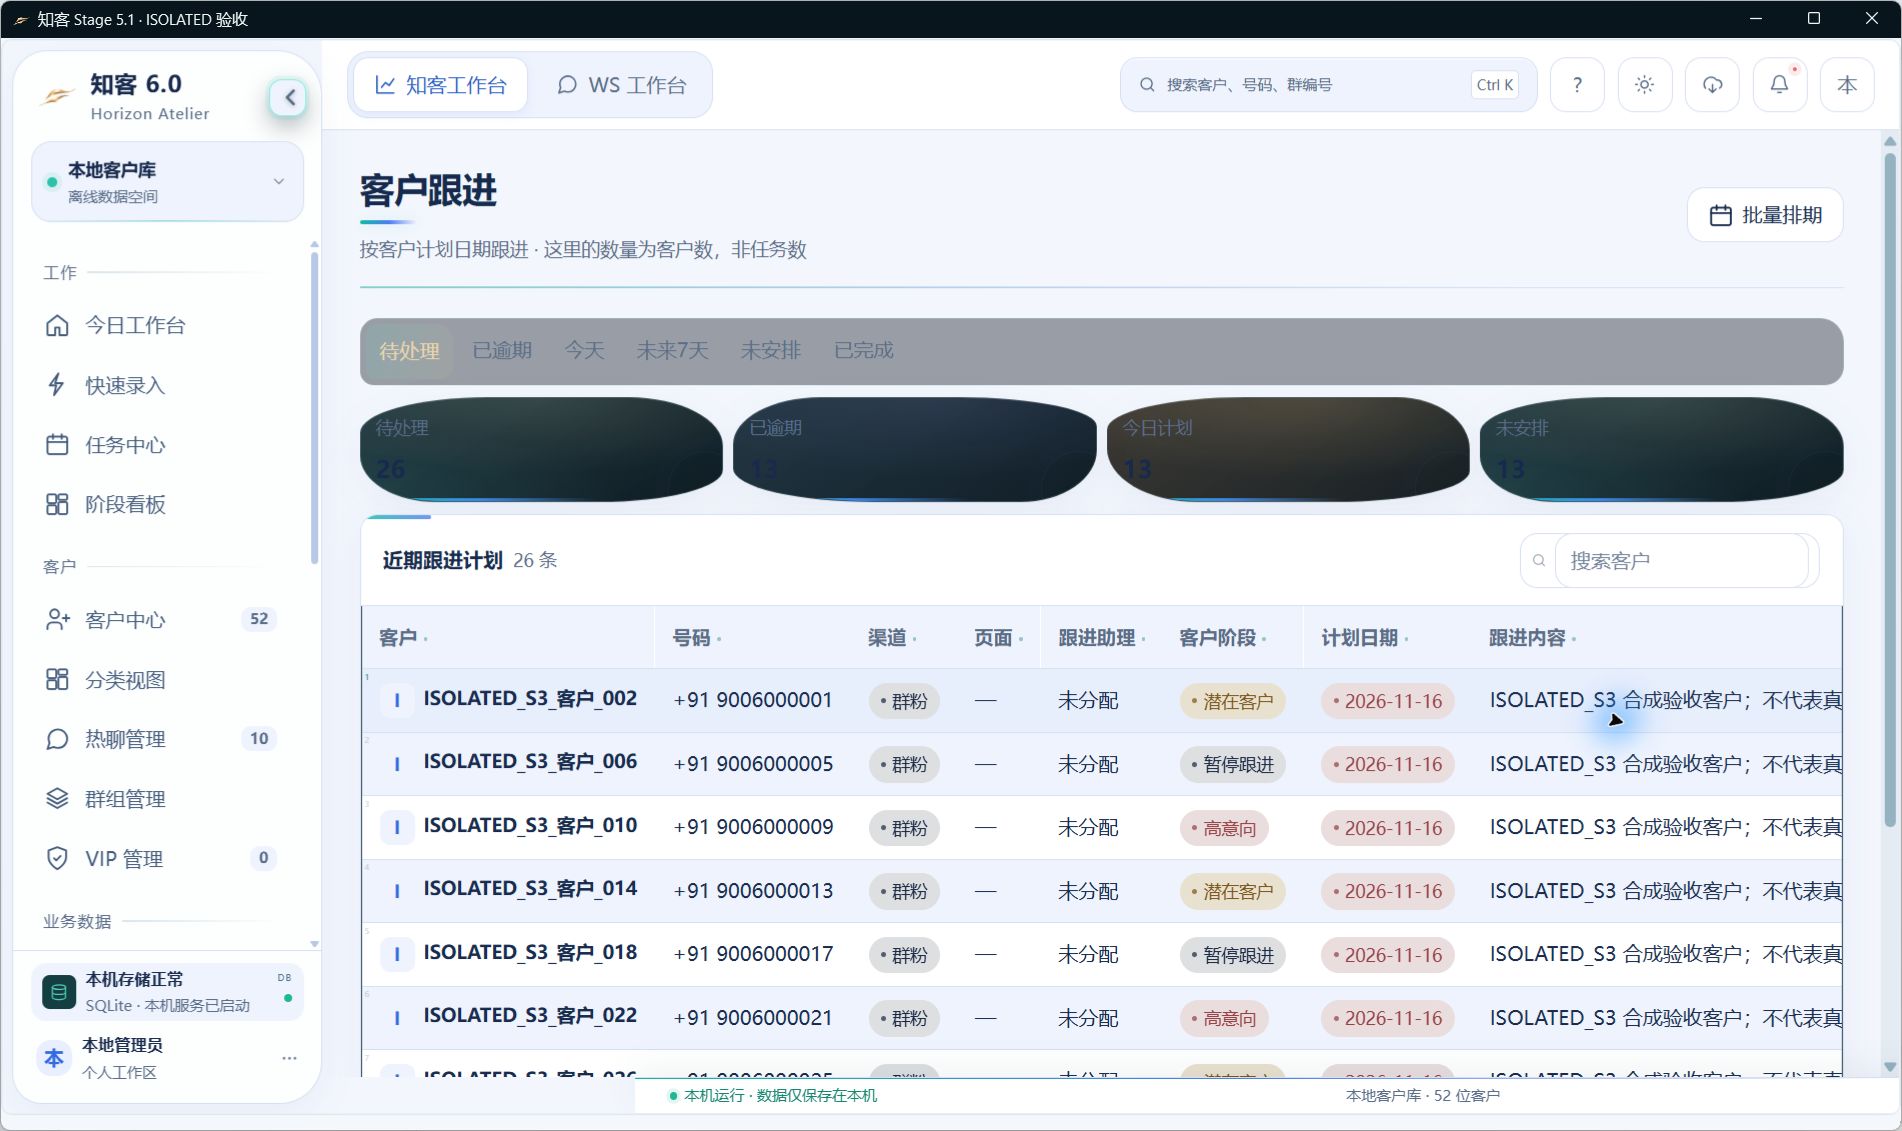 知客 Stage 5.1 · ISOLATED 验收
知客 6.0
Horizon Atelier
本地客户库
离线数据空间
工作
今日工作台
快速录入
任务中心
阶段看板
客户
客户中心 52
分类视图
热聊管理 10
群组管理
VIP 管理 0
业务数据
本机存储正常 DB
SQLite · 本机服务已启动
本 本地管理员
个人工作区
知客工作台 WS 工作台
搜索客户、号码、群编号 Ctrl K ? 本
客户跟进
按客户计划日期跟进 · 这里的数量为客户数，非任务数
批量排期
待处理 已逾期 今天 未来7天 未安排 已完成
待处理 已逾期 今日计划 未安排
26 13 13 13
近期跟进计划 26 条 搜索客户
客户 · 号码 · 渠道 · 页面 · 跟进助理 · 客户阶段 · 计划日期 · 跟进内容 ·
1 I ISOLATED_S3_客户_002 +91 9006000001 • 群粉 — 未分配 • 潜在客户 • 2026-11-16 ISOLATED_S3 合成验收客户；不代表真
2 I ISOLATED_S3_客户_006 +91 9006000005 • 群粉 — 未分配 • 暂停跟进 • 2026-11-16 ISOLATED_S3 合成验收客户；不代表真
3 I ISOLATED_S3_客户_010 +91 9006000009 • 群粉 — 未分配 • 高意向 • 2026-11-16 ISOLATED_S3 合成验收客户；不代表真
4 I ISOLATED_S3_客户_014 +91 9006000013 • 群粉 — 未分配 • 潜在客户 • 2026-11-16 ISOLATED_S3 合成验收客户；不代表真
5 I ISOLATED_S3_客户_018 +91 9006000017 • 群粉 — 未分配 • 暂停跟进 • 2026-11-16 ISOLATED_S3 合成验收客户；不代表真
6 I ISOLATED_S3_客户_022 +91 9006000021 • 群粉 — 未分配 • 高意向 • 2026-11-16 ISOLATED_S3 合成验收客户；不代表真
7
本机运行 · 数据仅保存在本机 本地客户库 · 52 位客户